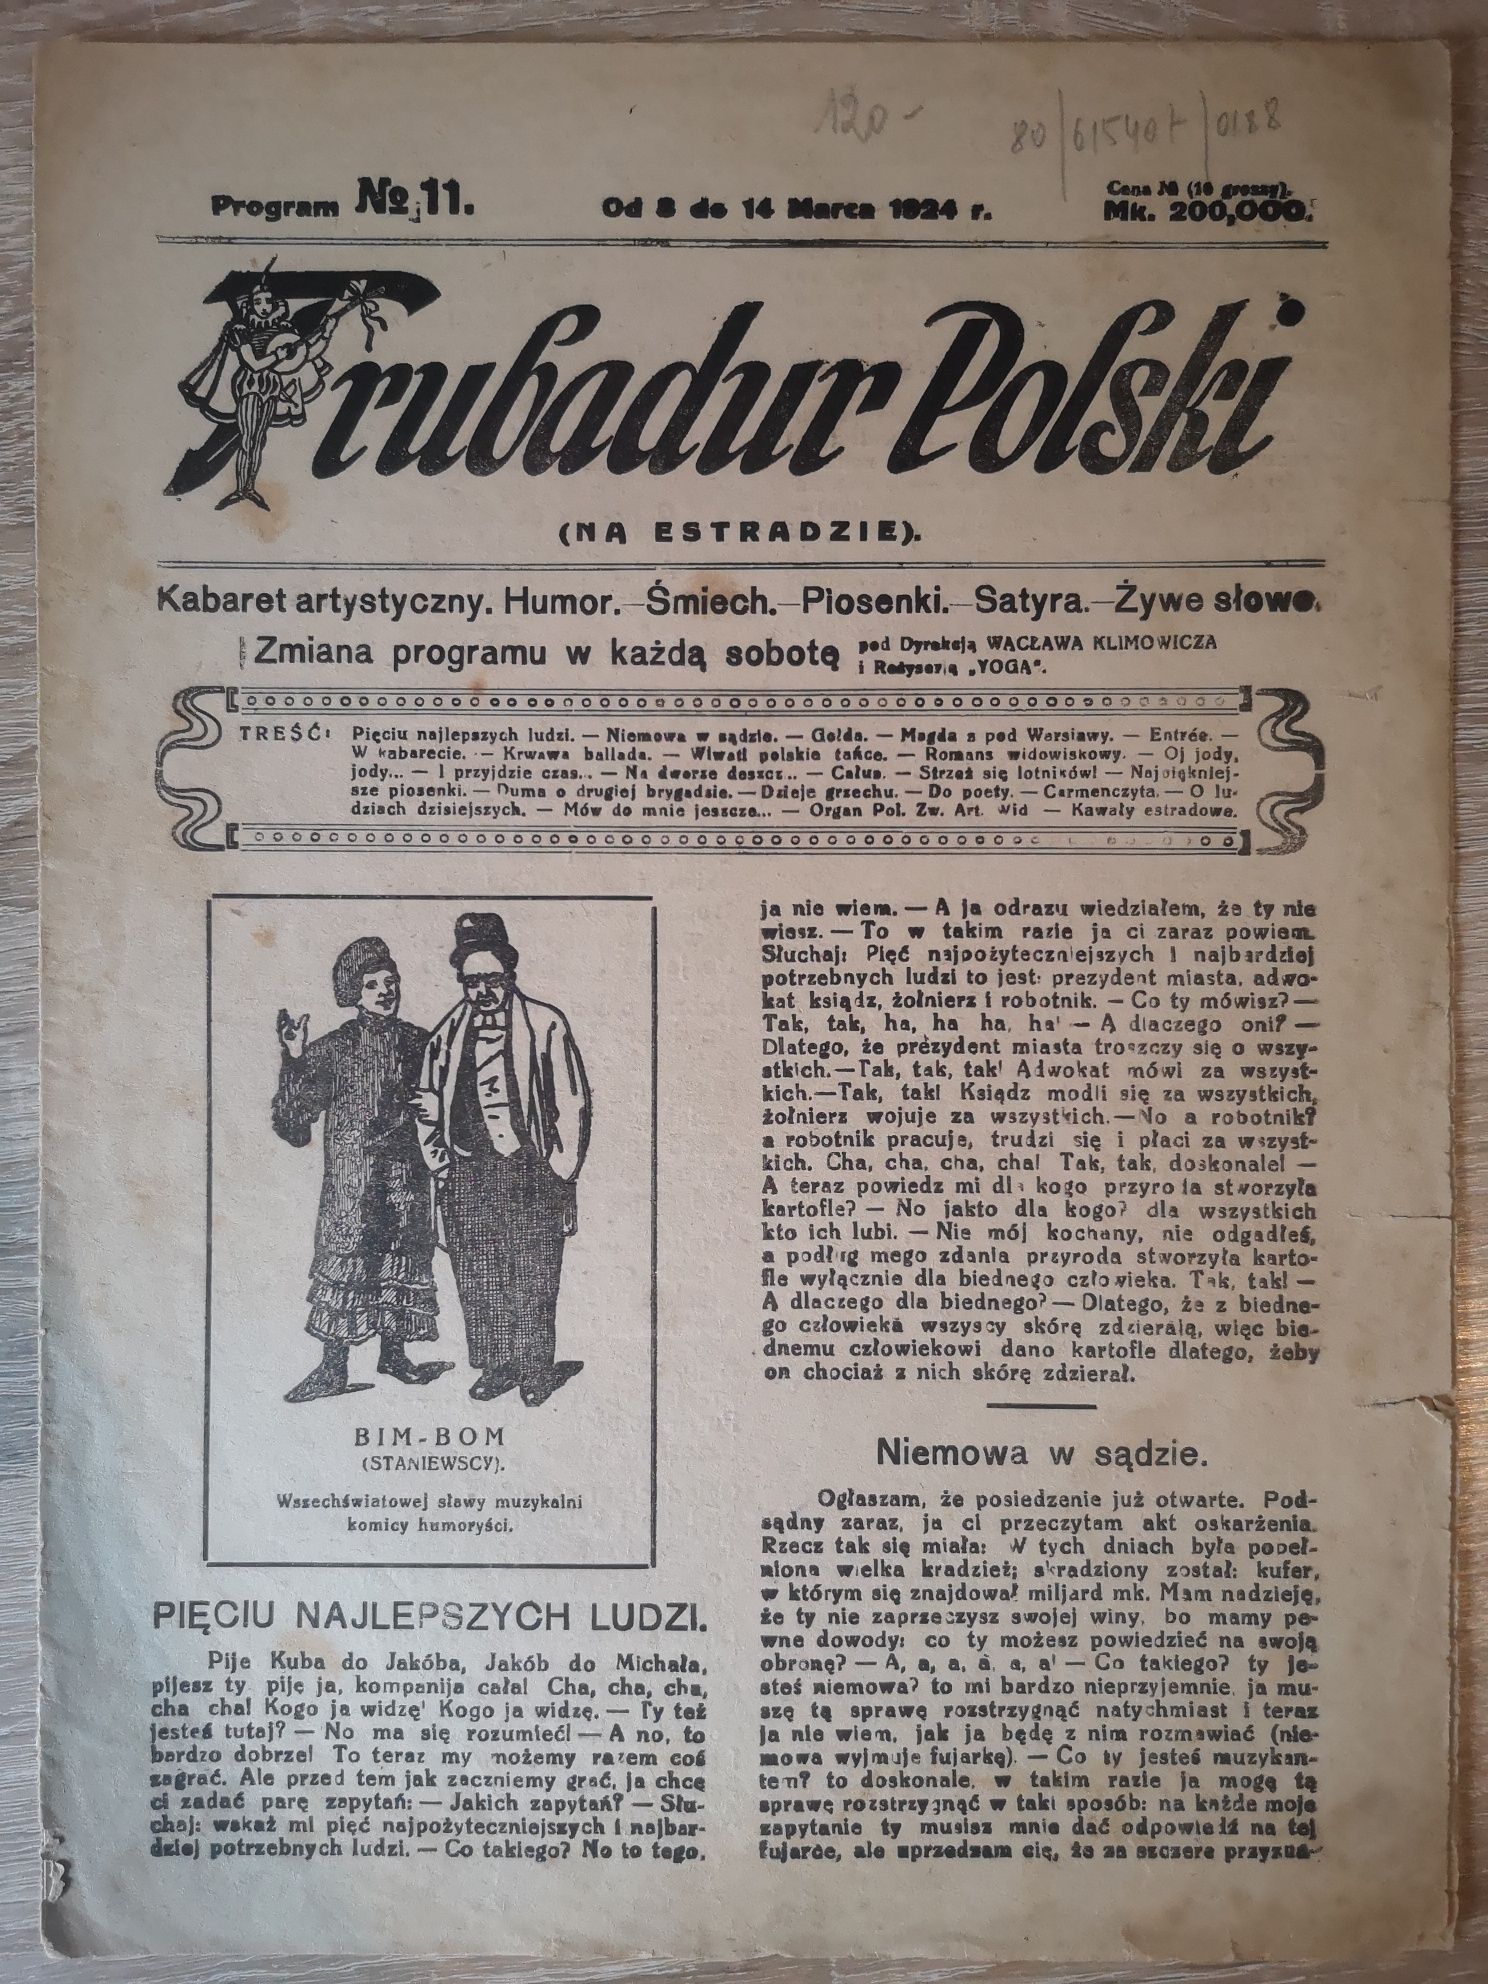 120 -
80/61540t/0188
Program № 11.
Od 8 do 14 Marca 1924 r.
Cena № (10 groszy).
Mk. 200,000.
Trubadur Polski
(NA ESTRADZIE).
Kabaret artystyczny. Humor.—Śmiech.—Piosenki.—Satyra.—Żywe słowo.
Zmiana programu w każdą sobotę
pod Dyrekcją WACŁAWA KLIMOWICZA
i Reżyserją „YOGA".
TREŚĆ: Pięciu najlepszych ludzi. — Niemowa w sądzie. — Gołda. — Magda z pod Warsiawy. — Entrée. —
W kabarecie. — Krwawa ballada. — Wiwat! polskie tańce. — Romans widowiskowy. — Oj jody,
jody... — I przyjdzie czas... — Na dworze deszcz... — Całus. — Strzeż się lotników! — Najpiękniej-
sze piosenki. — Duma o drugiej brygadzie. — Dzieje grzechu. — Do poety. — Carmenczyta. — O lu-
dziach dzisiejszych. — Mów do mnie jeszcze... — Organ Pol. Zw. Art. Wid — Kawały estradowe.
BIM-BOM
(STANIEWSCY).
Wszechświatowej sławy muzykalni
komicy humoryści.
PIĘCIU NAJLEPSZYCH LUDZI.
Pije Kuba do Jakóba, Jakób do Michała,
pijesz ty, piję ja, kompanija cała! Cha, cha, cha,
cha cha! Kogo ja widzę! Kogo ja widzę. — Ty też
jesteś tutaj? — No ma się rozumieć! — A no, to
bardzo dobrze! To teraz my możemy razem coś
zagrać. Ale przed tem jak zaczniemy grać, ja chcę
ci zadać parę zapytań: — Jakich zapytań? — Słu-
chaj: wskaż mi pięć najpożyteczniejszych i najbar-
dziej potrzebnych ludzi. — Co takiego? No to tego,
ja nie wiem. — A ja odrazu wiedziałem, że ty nie
wiesz. — To w takim razie ja ci zaraz powiem.
Słuchaj: Pięć najpożyteczniejszych i najbardziej
potrzebnych ludzi to jest: prezydent miasta, adwo-
kat, ksiądz, żołnierz i robotnik. — Co ty mówisz? —
Tak, tak, ha, ha ha, ha! — A dlaczego oni? —
Dlatego, że prezydent miasta troszczy się o wszy-
stkich.—Tak, tak, tak! Adwokat mówi za wszyst-
kich.—Tak, tak! Ksiądz modli się za wszystkich,
żołnierz wojuje za wszystkich.—No a robotnik?
a robotnik pracuje, trudzi się i płaci za wszyst-
kich. Cha, cha, cha, cha! Tak, tak, doskonale! —
A teraz powiedz mi dla kogo przyroda stworzyła
kartofle? — No jakto dla kogo? dla wszystkich
kto ich lubi. — Nie mój kochany, nie odgadłeś,
a podług mego zdania przyroda stworzyła karto-
fle wyłącznie dla biednego człowieka. Tak, tak! —
A dlaczego dla biednego? — Dlatego, że z biedne-
go człowieka wszyscy skórę zdzierają, więc bie-
dnemu człowiekowi dano kartofle dlatego, żeby
on chociaż z nich skórę zdzierał.
Niemowa w sądzie.
Ogłaszam, że posiedzenie już otwarte. Pod-
sądny zaraz, ja ci przeczytam akt oskarżenia.
Rzecz tak się miała: W tych dniach była popeł-
niona wielka kradzież; skradziony został: kufer,
w którym się znajdował miljard mk. Mam nadzieję,
że ty nie zaprzeczysz swojej winy, bo mamy pe-
wne dowody: co ty możesz powiedzieć na swoją
obronę? — A, a, a, a, a, a! — Co takiego? ty je-
steś niemowa? to mi bardzo nieprzyjemnie, ja mu-
szę tą sprawę rozstrzygnąć natychmiast i teraz
ja nie wiem, jak ja będę z nim rozmawiać (nie-
mowa wyjmuje fujarkę). — Co ty jesteś muzykan-
tem? to doskonale, w takim razie ja mogę tą
sprawę rozstrzygnąć w taki sposób: na każde moje
zapytanie ty musisz mnie dać odpowiedź na tej
fujarce, ale uprzedzam cię, że za szczere przyzna-